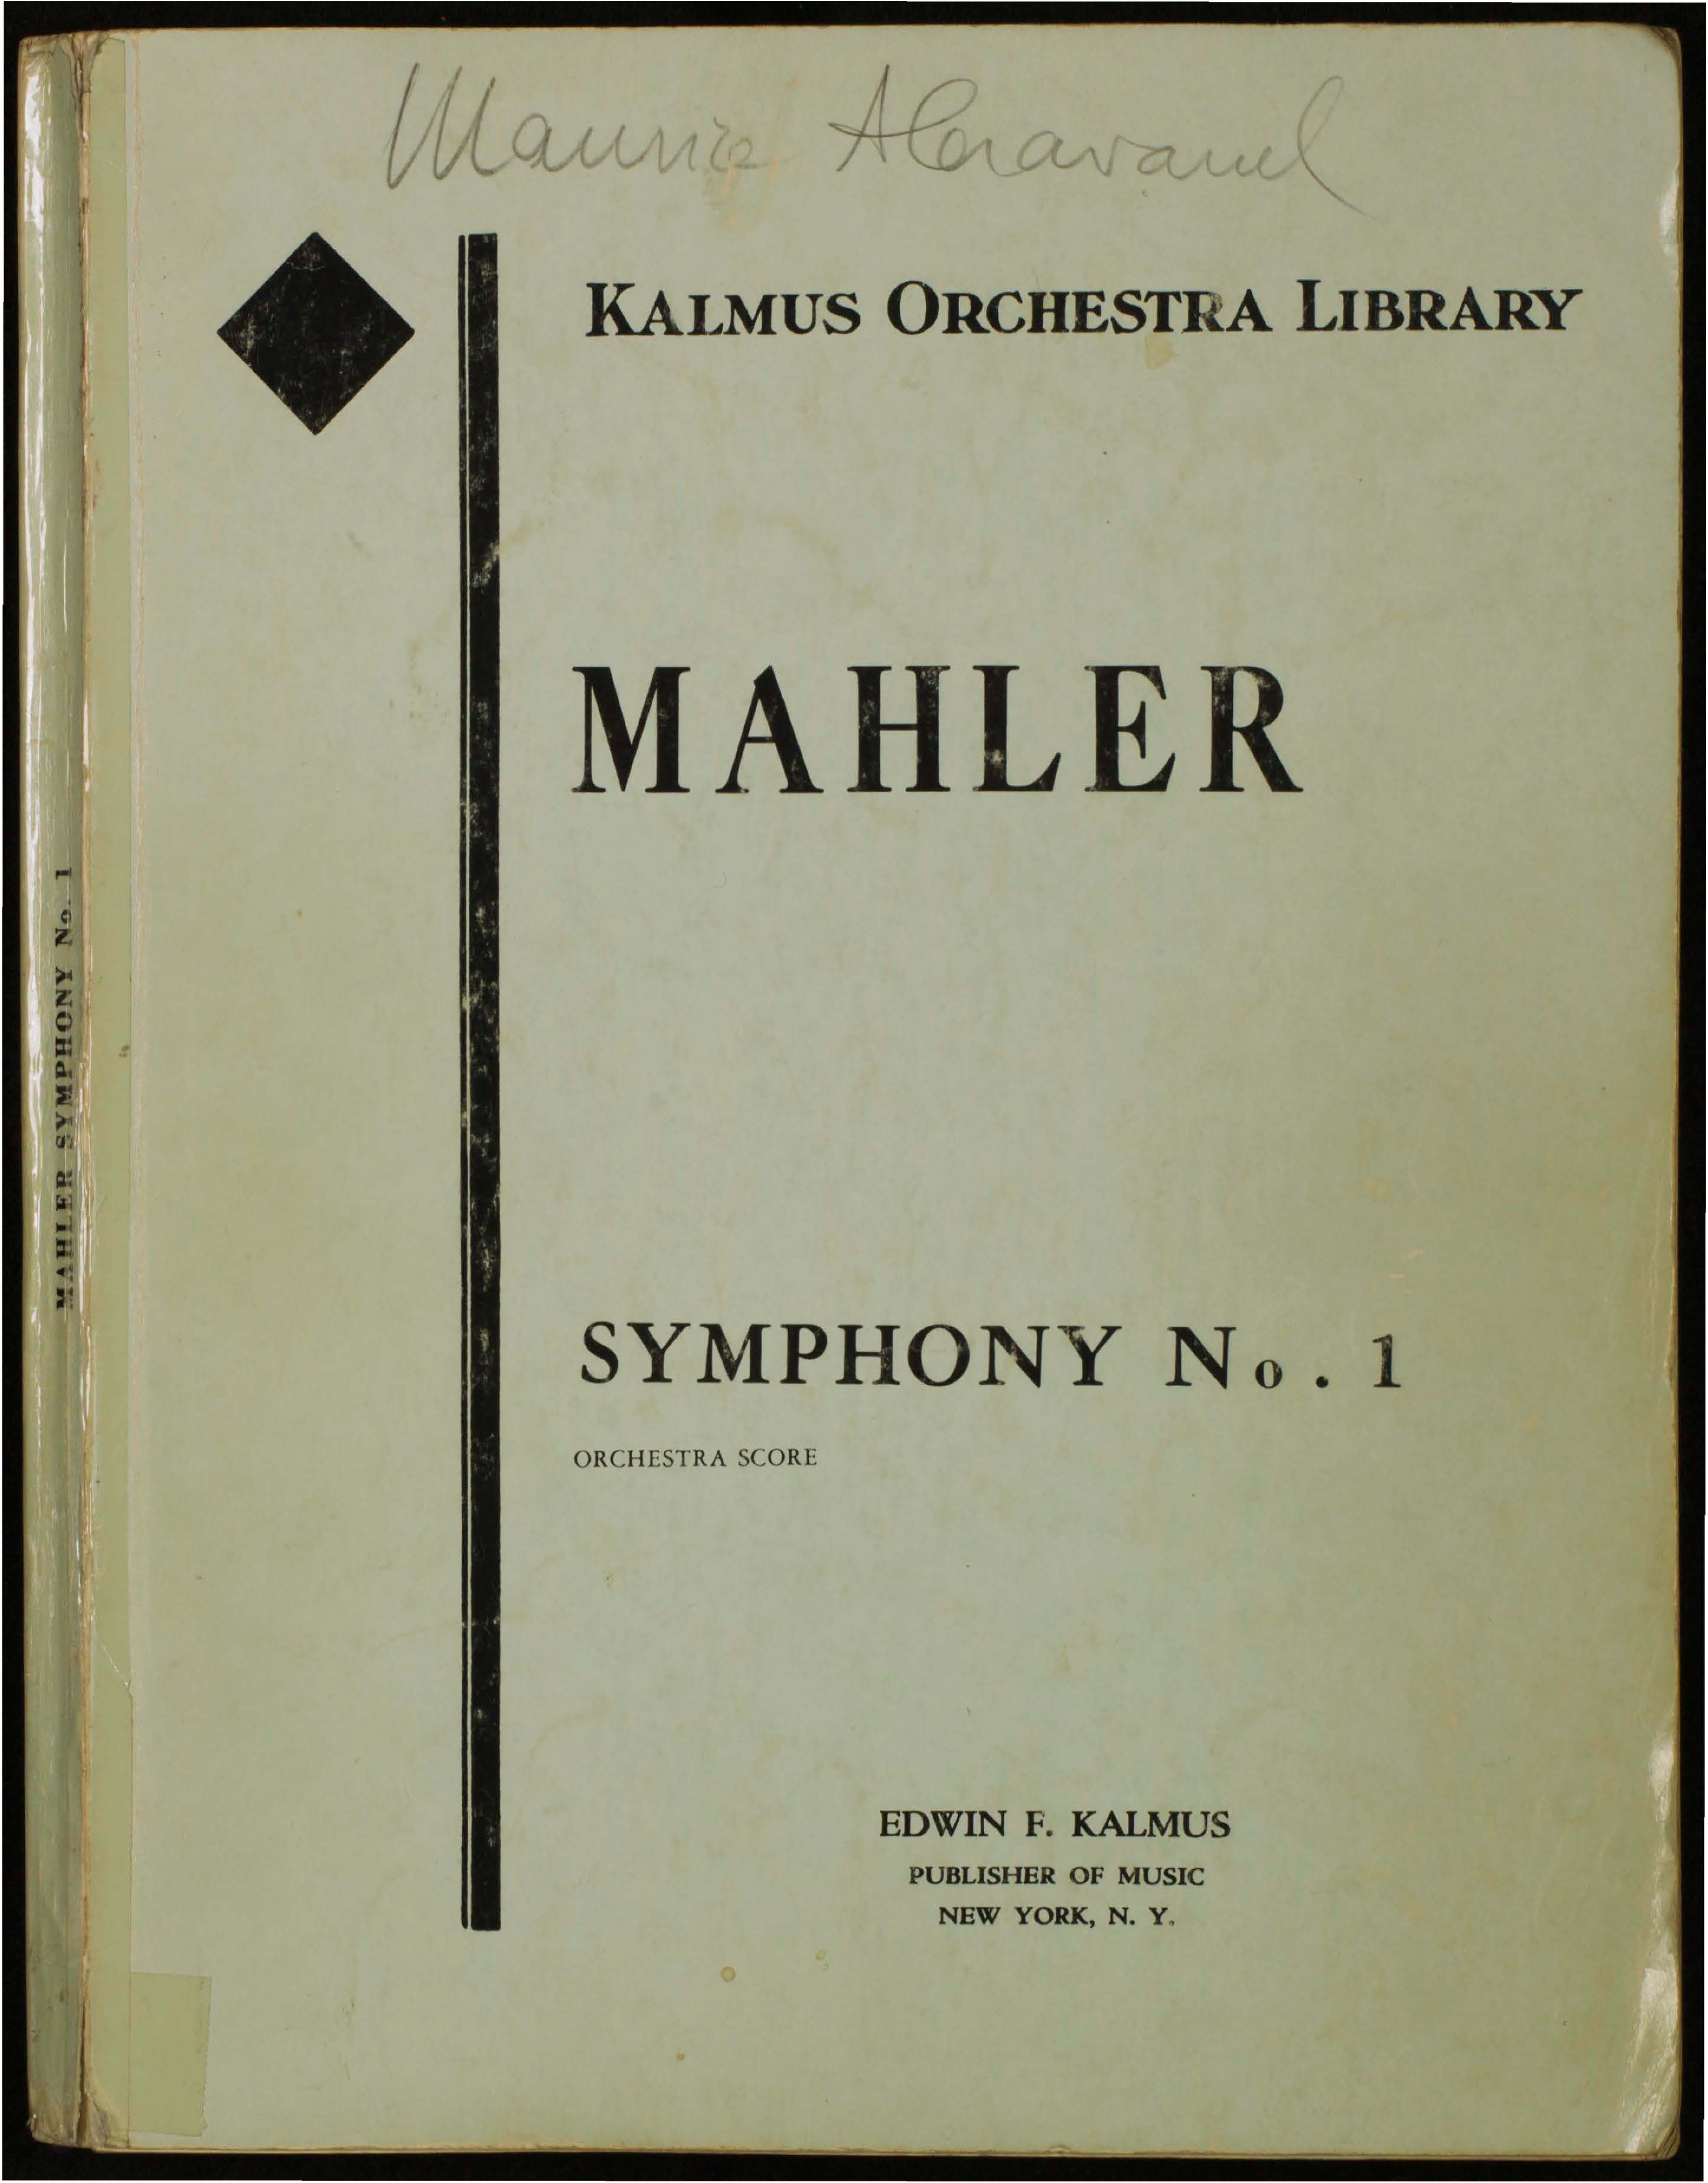 Maurice Abravanel
KALMUS ORCHESTRA LIBRARY
MAHLER
SYMPHONY No. 1
ORCHESTRA SCORE
EDWIN F. KALMUS
PUBLISHER OF MUSIC
NEW YORK, N. Y.
MAHLER SYMPHONY No. 1